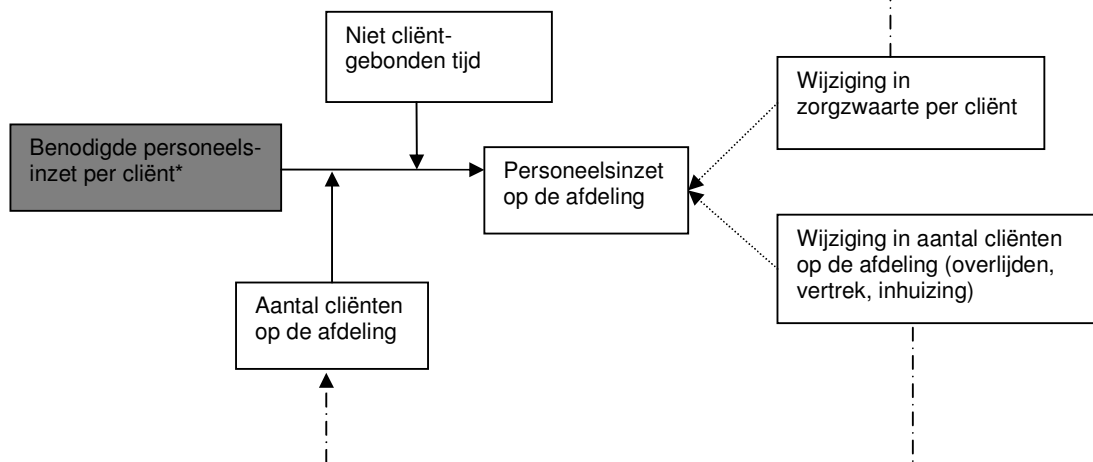 Niet cliënt-
gebonden tijd
Wijziging in
zorgzwaarte per cliënt
Benodigde personeels-
inzet per cliënt*
Personeelsinzet
op de afdeling
Wijziging in aantal cliënten
op de afdeling (overlijden,
vertrek, inhuizing)
Aantal cliënten
op de afdeling